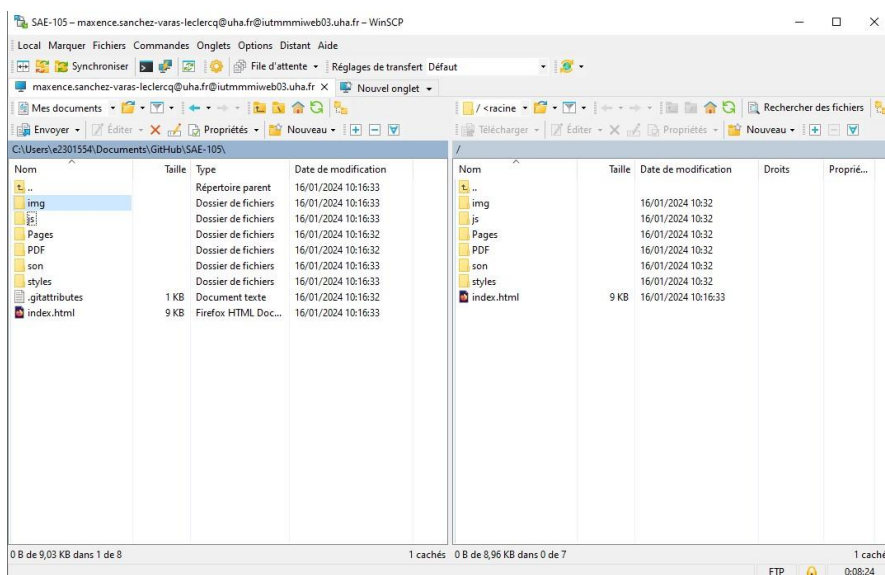 SAE-105 – maxence.sanchez-varas-leclercq@uha.fr@iutmmmiweb03.uha.fr – WinSCP
Local Marquer Fichiers Commandes Onglets Options Distant Aide
Synchroniser File d'attente Réglages de transfert Défaut
maxence.sanchez-varas-leclercq@uha.fr@iutmmmiweb03.uha.fr X Nouvel onglet
Mes documents / <racine Rechercher des fichiers
Envoyer Éditer Propriétés Nouveau Télécharger Éditer Propriétés Nouveau
C:\Users\e2301554\Documents\GitHub\SAE-105\ /
Nom Taille Type Date de modification Nom Taille Date de modification Droits Proprié...
.. Répertoire parent 16/01/2024 10:16:33 ..
img Dossier de fichiers 16/01/2024 10:16:33 img 16/01/2024 10:32
js Dossier de fichiers 16/01/2024 10:16:33 js 16/01/2024 10:32
Pages Dossier de fichiers 16/01/2024 10:16:32 Pages 16/01/2024 10:32
PDF Dossier de fichiers 16/01/2024 10:16:32 PDF 16/01/2024 10:32
son Dossier de fichiers 16/01/2024 10:16:33 son 16/01/2024 10:32
styles Dossier de fichiers 16/01/2024 10:16:33 styles 16/01/2024 10:32
.gitattributes 1 KB Document texte 16/01/2024 10:16:32 index.html 9 KB 16/01/2024 10:16:33
index.html 9 KB Firefox HTML Doc... 16/01/2024 10:16:33
0 B de 9,03 KB dans 1 de 8 1 cachés 0 B de 8,96 KB dans 0 de 7 1 caché
FTP 0:08:24